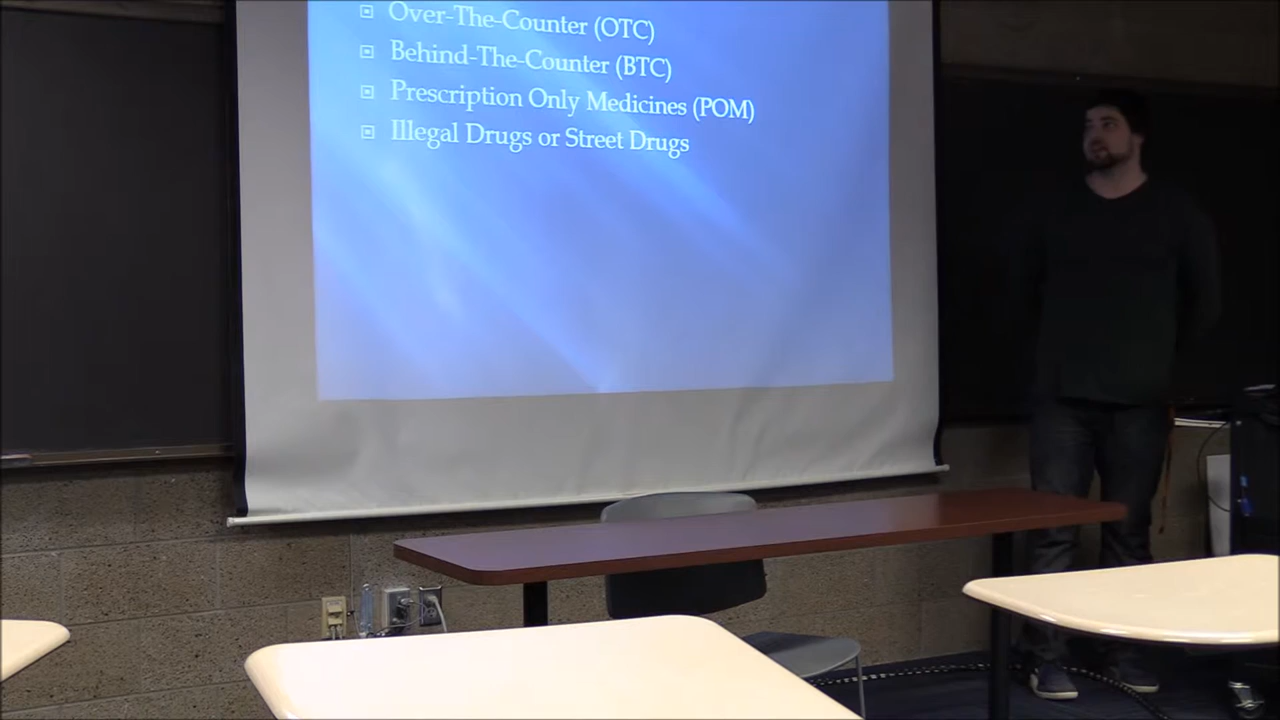 Over-The-Counter (OTC)
Behind-The-Counter (BTC)
Prescription Only Medicines (POM)
Illegal Drugs or Street Drugs